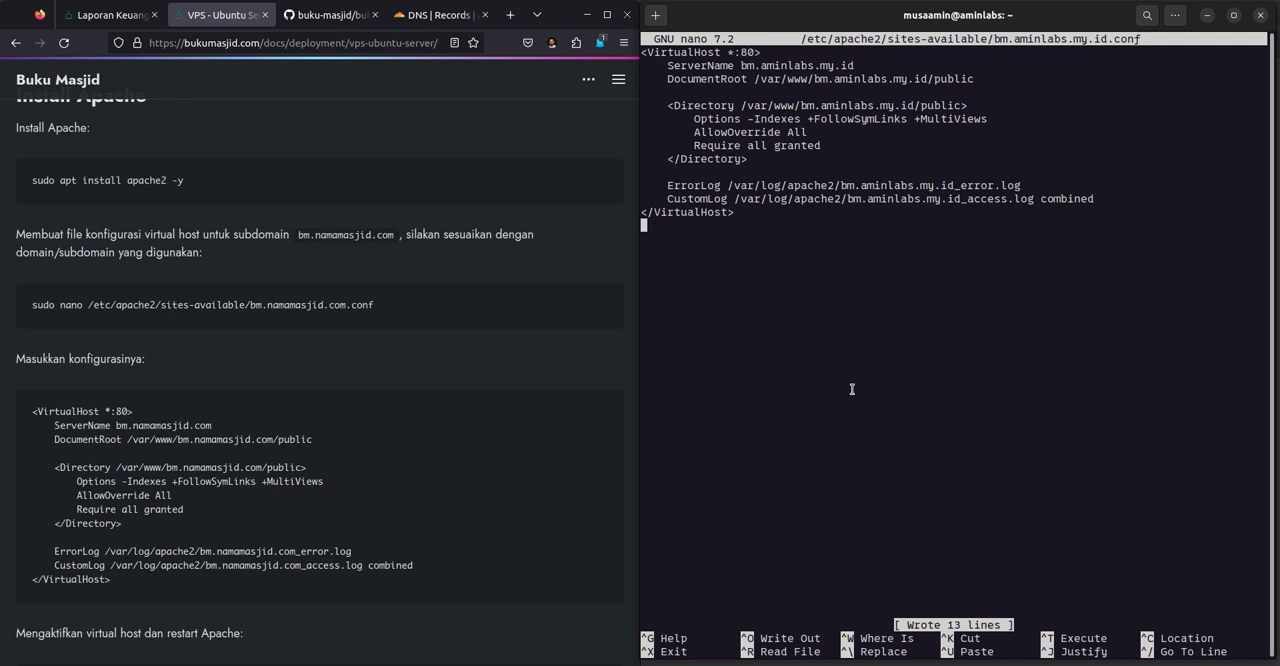 Laporan Keuang
VPS - Ubuntu Se
buku-masjid/bu
DNS | Records |
https://bukumasjid.com/docs/deployment/vps-ubuntu-server/
1
Buku Masjid
Install Apache
Install Apache:
sudo apt install apache2 -y
Membuat file konfigurasi virtual host untuk subdomain bm.namamasjid.com , silakan sesuaikan dengan
domain/subdomain yang digunakan:
sudo nano /etc/apache2/sites-available/bm.namamasjid.com.conf
Masukkan konfigurasinya:
<VirtualHost *:80>
ServerName bm.namamasjid.com
DocumentRoot /var/www/bm.namamasjid.com/public
<Directory /var/www/bm.namamasjid.com/public>
Options -Indexes +FollowSymLinks +MultiViews
AllowOverride All
Require all granted
</Directory>
ErrorLog /var/log/apache2/bm.namamasjid.com_error.log
CustomLog /var/log/apache2/bm.namamasjid.com_access.log combined
</VirtualHost>
Mengaktifkan virtual host dan restart Apache:
musaamin@aminlabs: ~
GNU nano 7.2 /etc/apache2/sites-available/bm.aminlabs.my.id.conf
<VirtualHost *:80>
ServerName bm.aminlabs.my.id
DocumentRoot /var/www/bm.aminlabs.my.id/public
<Directory /var/www/bm.aminlabs.my.id/public>
Options -Indexes +FollowSymLinks +MultiViews
AllowOverride All
Require all granted
</Directory>
ErrorLog /var/log/apache2/bm.aminlabs.my.id_error.log
CustomLog /var/log/apache2/bm.aminlabs.my.id_access.log combined
</VirtualHost>
[ Wrote 13 lines ]
^G Help ^O Write Out ^W Where Is ^K Cut ^T Execute ^C Location
^X Exit ^R Read File ^\ Replace ^U Paste ^J Justify ^/ Go To Line